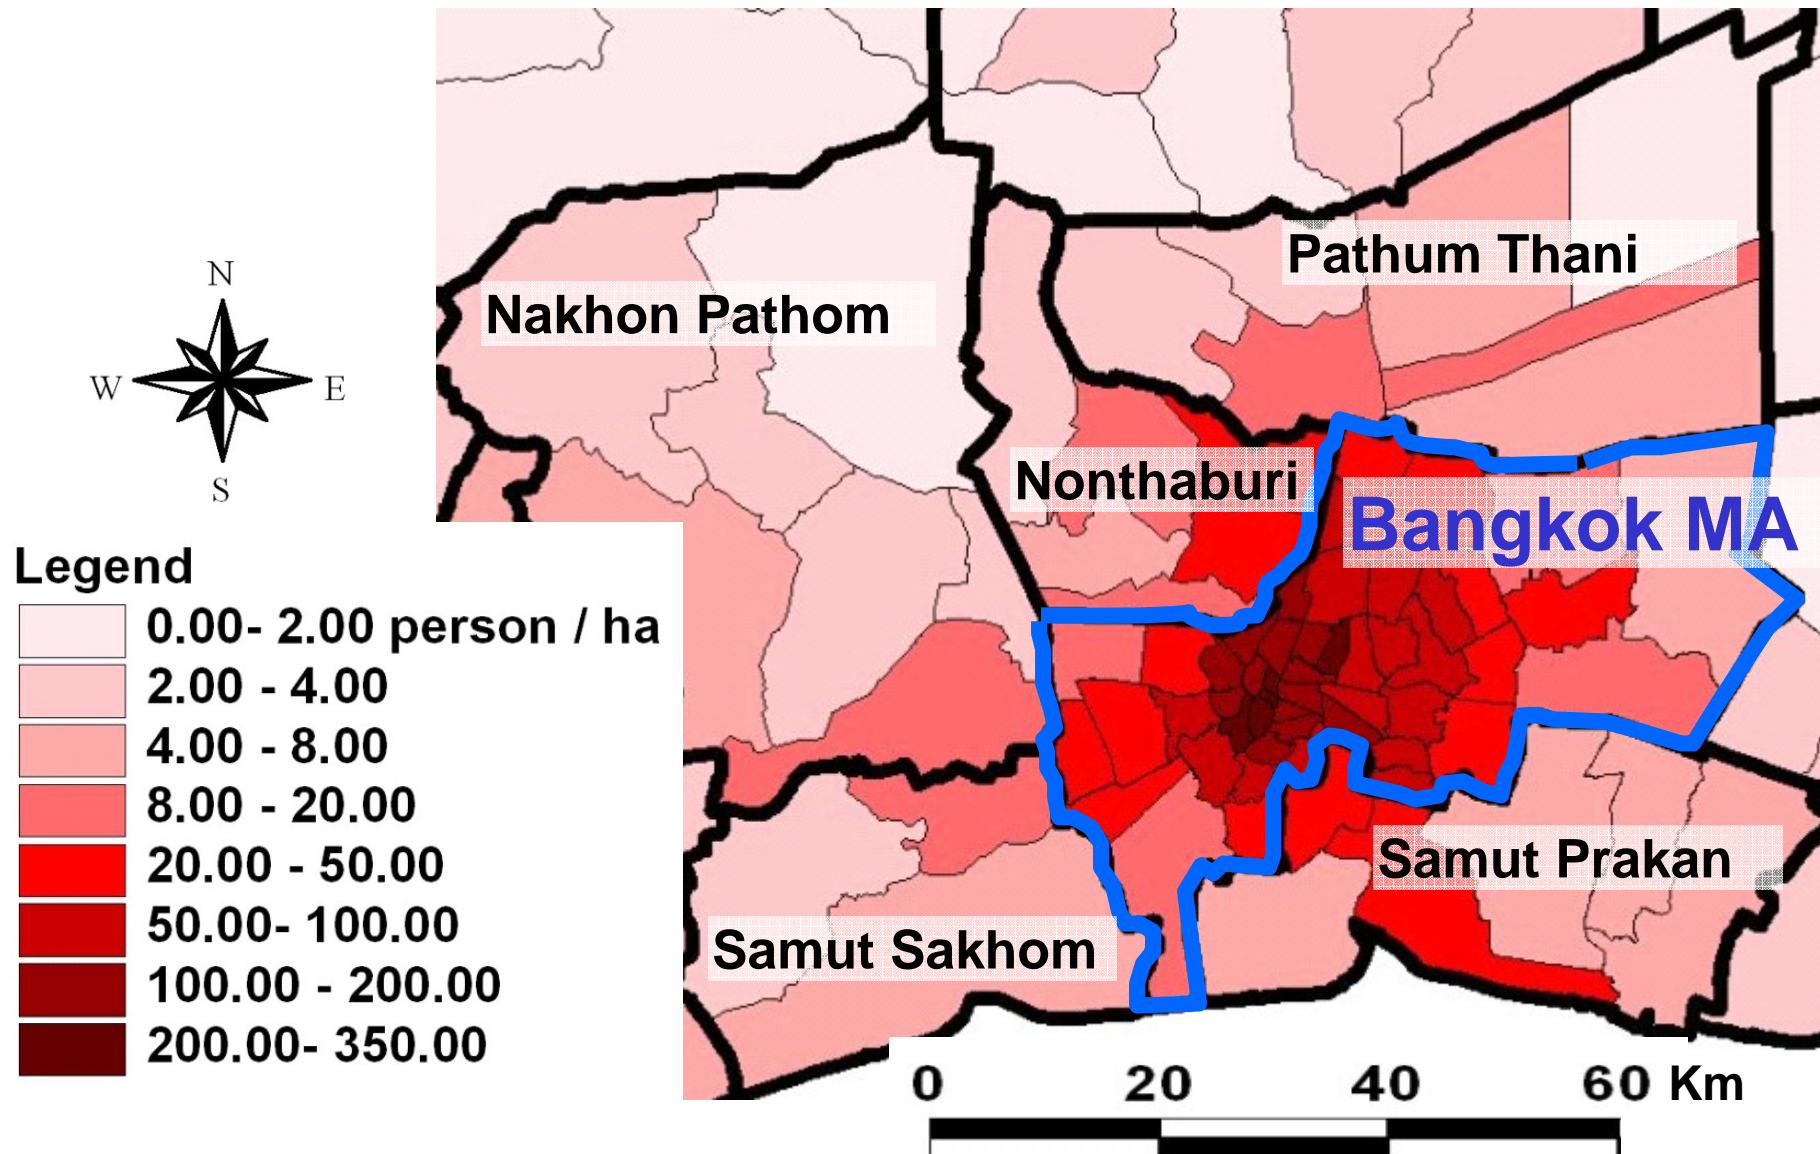 Pathum Thani
N
Nakhon Pathom
W E
Nonthaburi
S
Bangkok MA
Legend
0.00- 2.00 person / ha
2.00 - 4.00
4.00 - 8.00
8.00 - 20.00
20.00 - 50.00
Samut Prakan
50.00- 100.00
Samut Sakhom
100.00 - 200.00
200.00- 350.00
0 20 40 60 Km